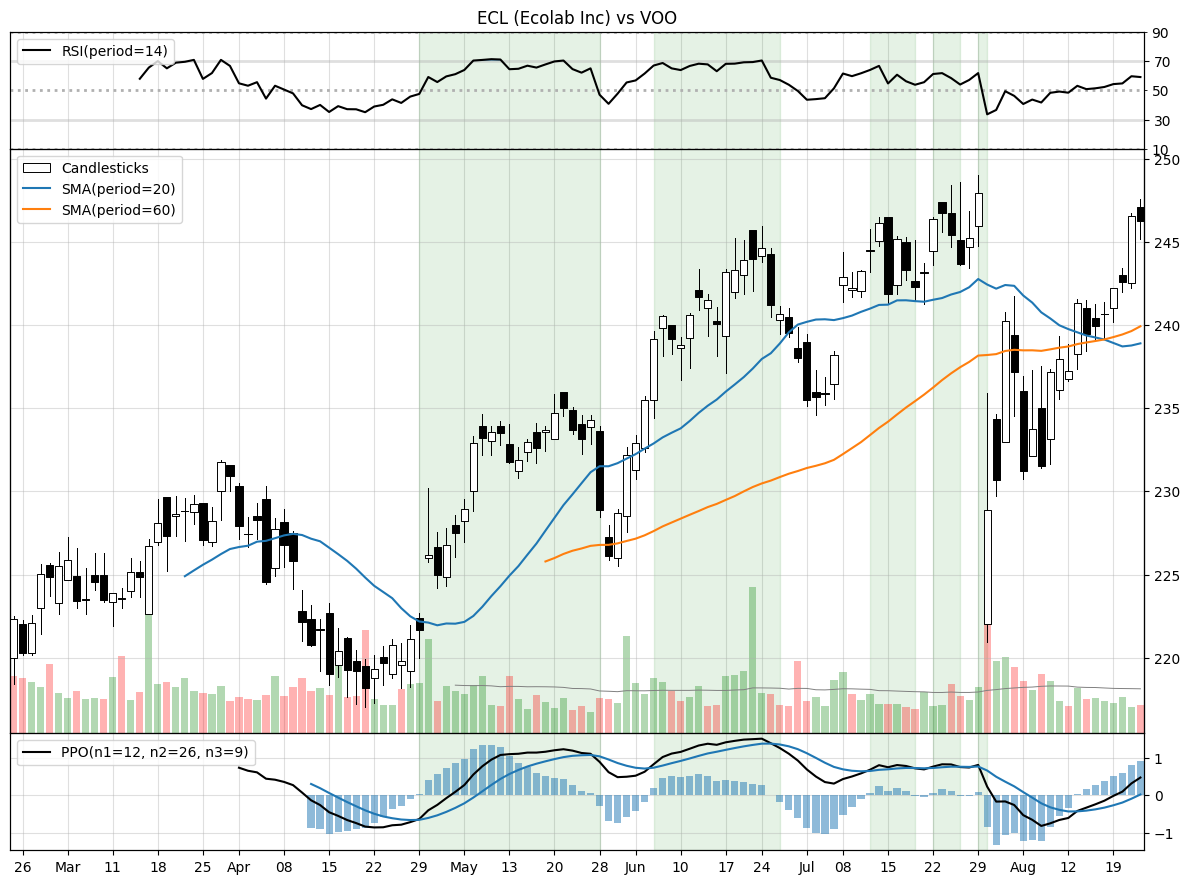 ECL (Ecolab Inc) vs VOO
RSI(period=14)
90
70
50
30
10
Candlesticks
SMA(period=20)
SMA(period=60)
250
245
240
235
230
225
220
PPO(n1=12, n2=26, n3=9)
1
0
−1
26 Mar 11 18 25 Apr 08 15 22 29 May 13 20 28 Jun 10 17 24 Jul 08 15 22 29 Aug 12 19